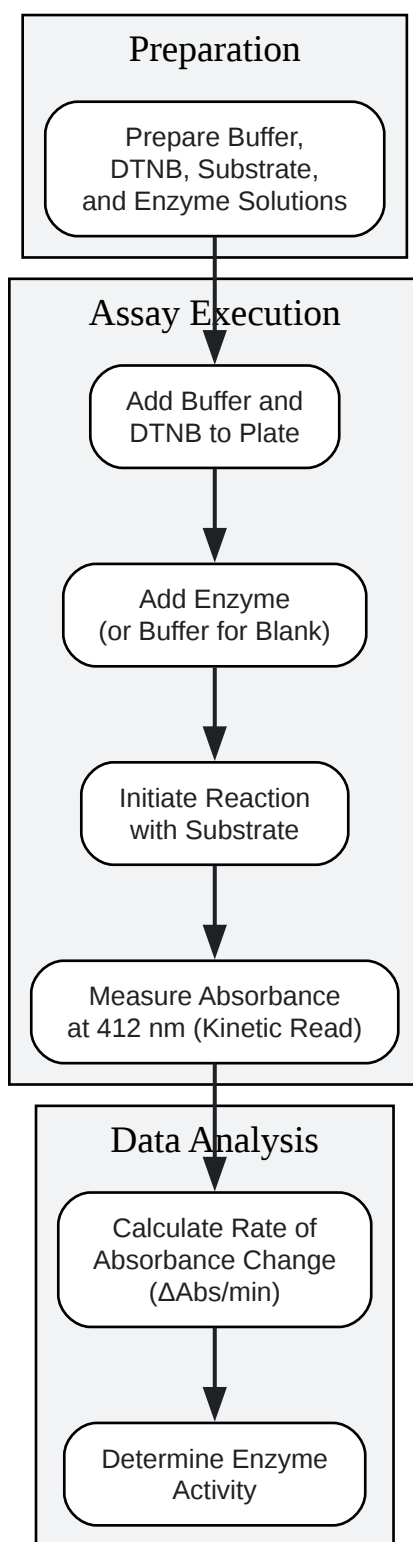 Preparation
Prepare Buffer,
DTNB, Substrate,
and Enzyme Solutions
Assay Execution
Add Buffer and
DTNB to Plate
Add Enzyme
(or Buffer for Blank)
Initiate Reaction
with Substrate
Measure Absorbance
at 412 nm (Kinetic Read)
Data Analysis
Calculate Rate of
Absorbance Change
(ΔAbs/min)
Determine Enzyme
Activity